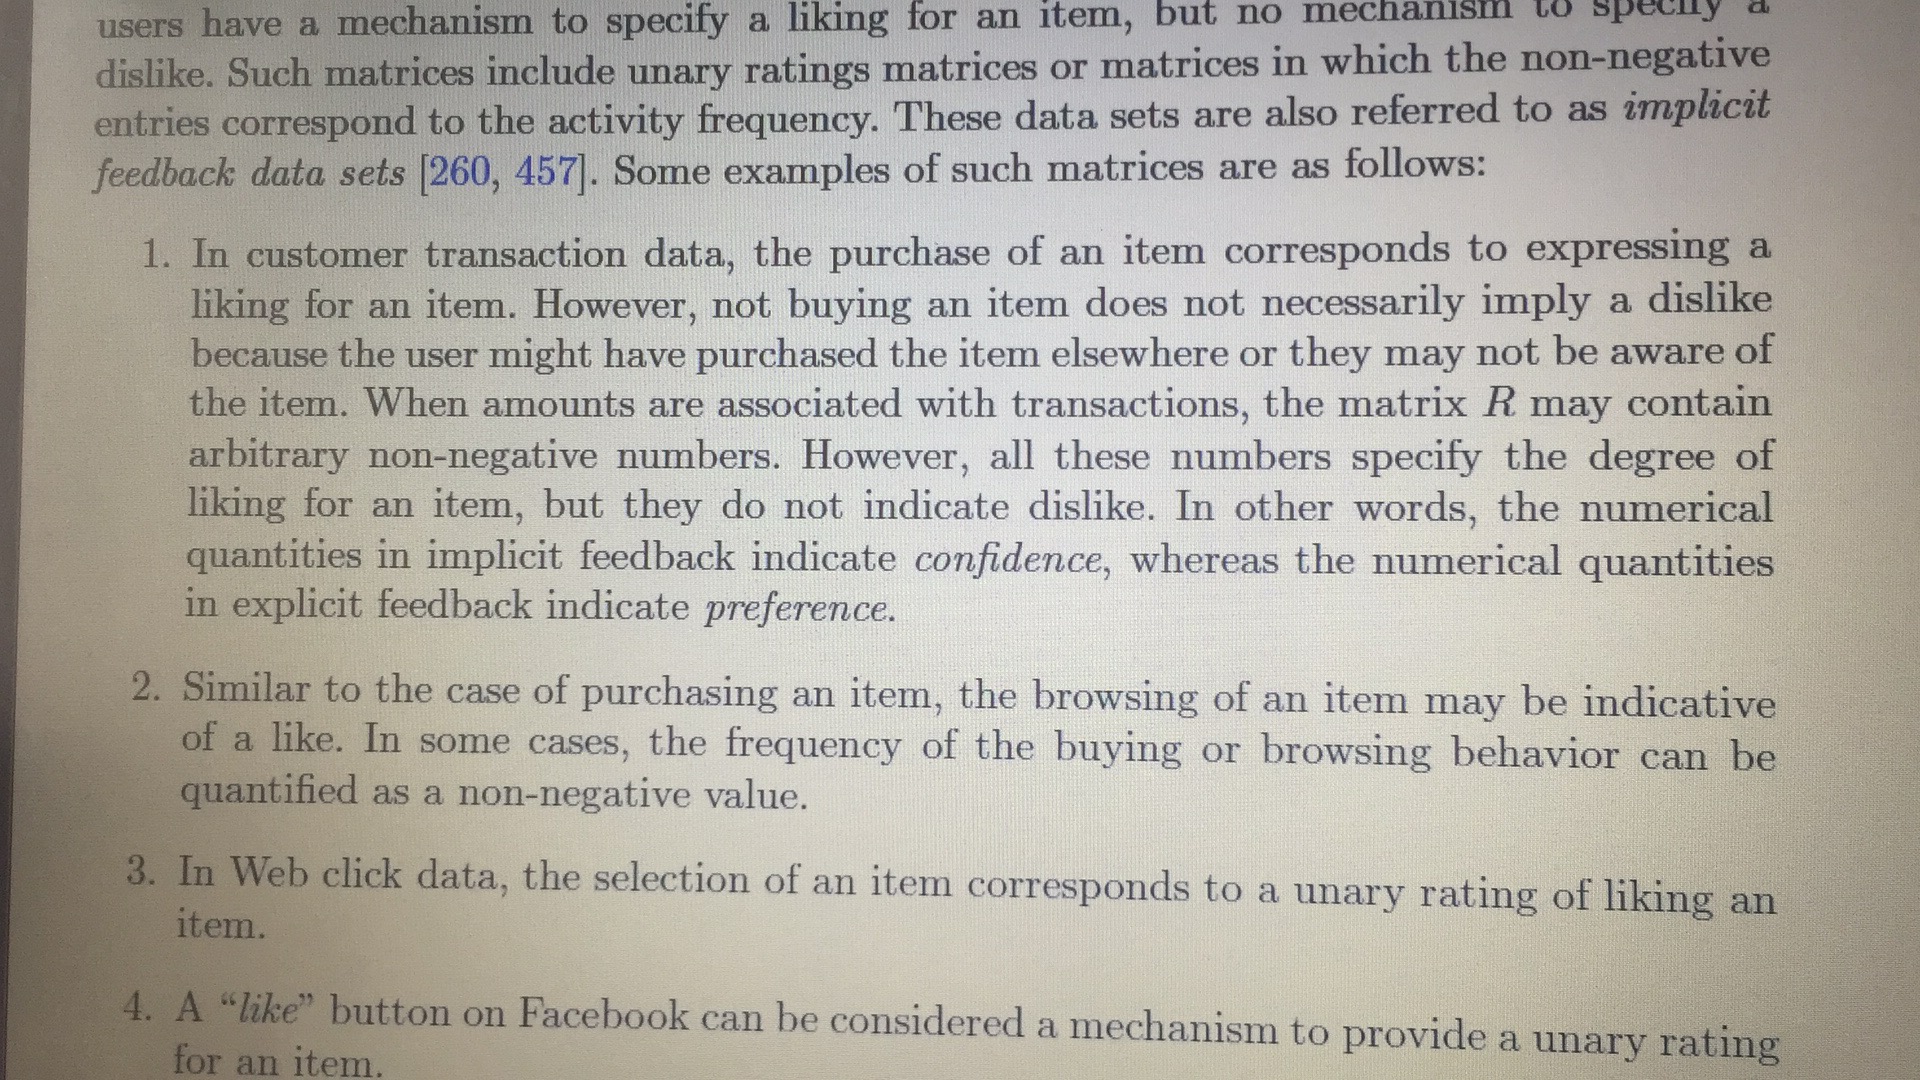 users have a mechanism to specify a liking for an item, but no mechanism to specify a
dislike. Such matrices include unary ratings matrices or matrices in which the non-negative
entries correspond to the activity frequency. These data sets are also referred to as implicit
feedback data sets [260, 457]. Some examples of such matrices are as follows:
1. In customer transaction data, the purchase of an item corresponds to expressing a
liking for an item. However, not buying an item does not necessarily imply a dislike
because the user might have purchased the item elsewhere or they may not be aware of
the item. When amounts are associated with transactions, the matrix R may contain
arbitrary non-negative numbers. However, all these numbers specify the degree of
liking for an item, but they do not indicate dislike. In other words, the numerical
quantities in implicit feedback indicate confidence, whereas the numerical quantities
in explicit feedback indicate preference.
2. Similar to the case of purchasing an item, the browsing of an item may be indicative
of a like. In some cases, the frequency of the buying or browsing behavior can be
quantified as a non-negative value.
3. In Web click data, the selection of an item corresponds to a unary rating of liking an
item.
4. A “like” button on Facebook can be considered a mechanism to provide a unary rating
for an item.